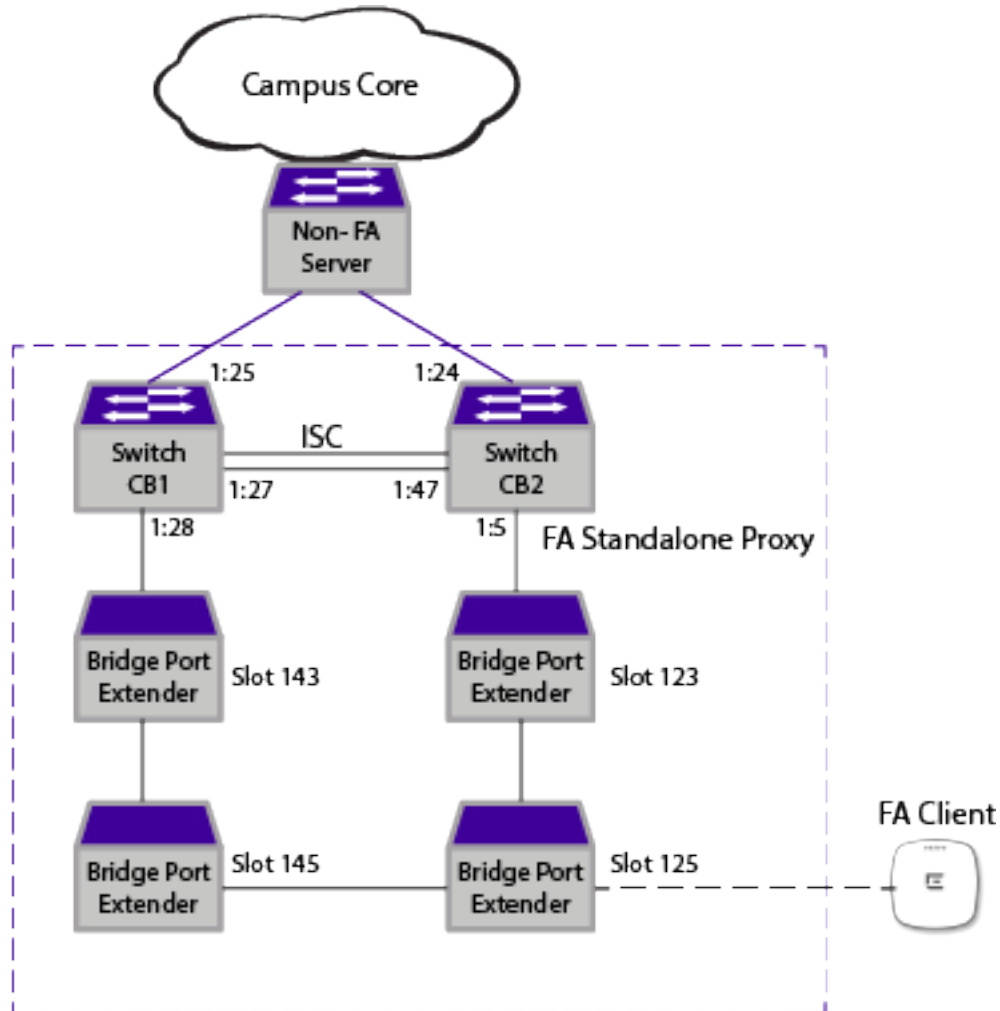 Campus Core
Non- FA
Server
1:25
1:24
Switch
CB1
ISC
Switch
CB2
1:27
1:47
1:28
1:5
FA Standalone Proxy
Bridge Port
Extender
Slot 143
Bridge Port
Extender
Slot 123
FA Client
Bridge Port
Extender
Slot 145
Bridge Port
Extender
Slot 125